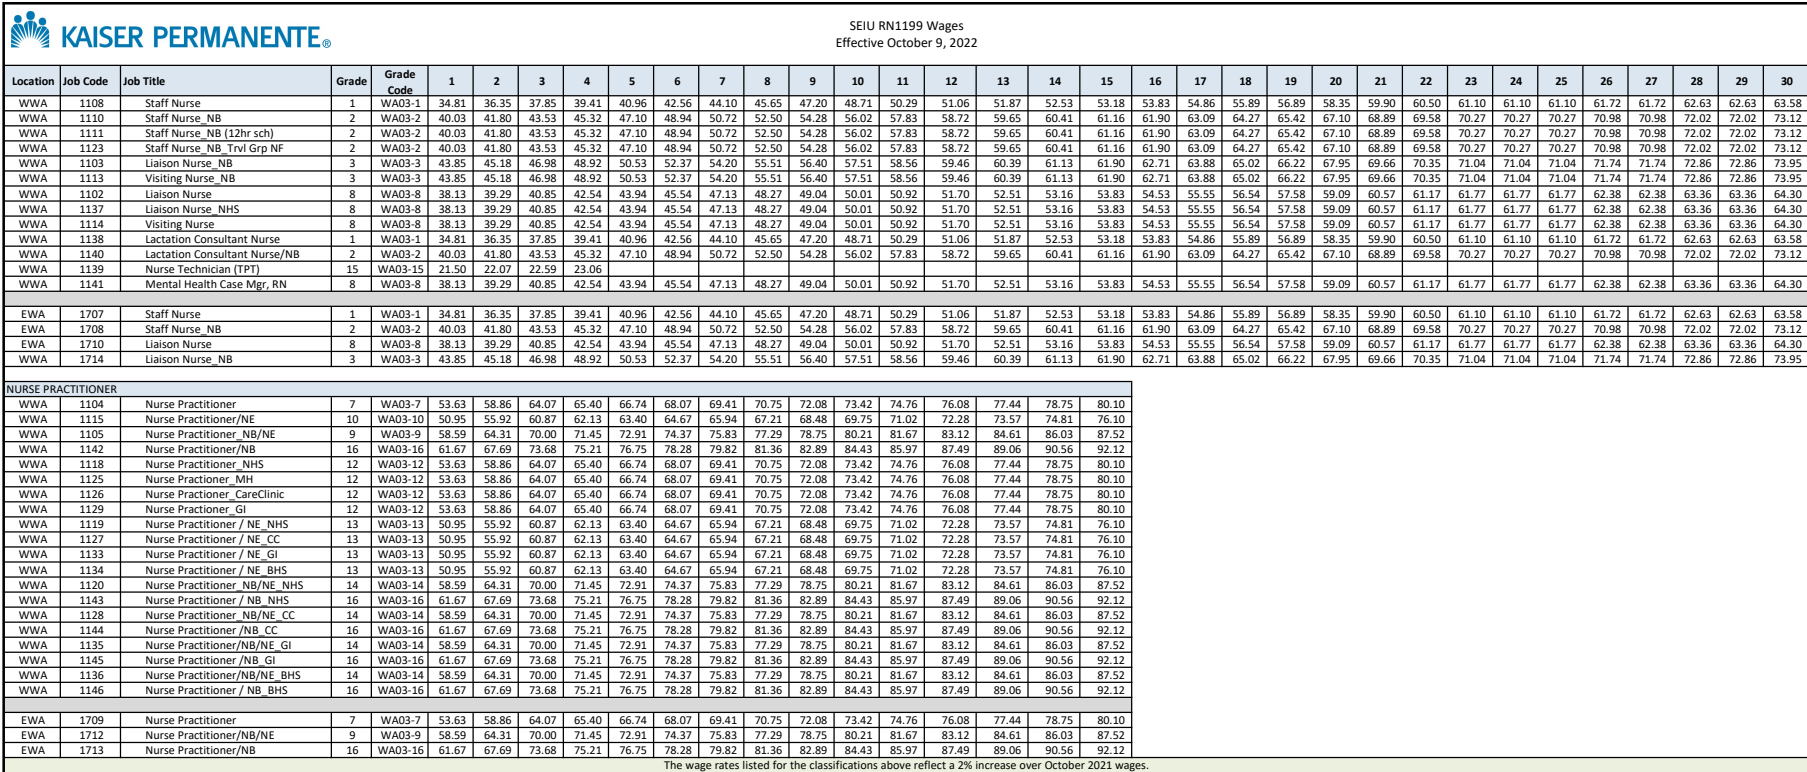 KAISER PERMANENTE®
SEIU RN1199 Wages
Effective October 9, 2022
Location Job Code Job Title Grade Grade Code 1 2 3 4 5 6 7 8 9 10 11 12 13 14 15 16 17 18 19 20 21 22 23 24 25 26 27 28 29 30
WWA 1108 Staff Nurse 1 WA03-1 34.81 36.35 37.85 39.41 40.96 42.56 44.10 45.65 47.20 48.71 50.29 51.06 51.87 52.53 53.18 53.83 54.86 55.89 56.89 58.35 59.90 60.50 61.10 61.10 61.10 61.72 61.72 62.63 62.63 63.58
WWA 1110 Staff Nurse_NB 2 WA03-2 40.03 41.80 43.53 45.32 47.10 48.94 50.72 52.50 54.28 56.02 57.83 58.72 59.65 60.41 61.16 61.90 63.09 64.27 65.42 67.10 68.89 69.58 70.27 70.27 70.27 70.98 70.98 72.02 72.02 73.12
WWA 1111 Staff Nurse_NB (12hr sch) 2 WA03-2 40.03 41.80 43.53 45.32 47.10 48.94 50.72 52.50 54.28 56.02 57.83 58.72 59.65 60.41 61.16 61.90 63.09 64.27 65.42 67.10 68.89 69.58 70.27 70.27 70.27 70.98 70.98 72.02 72.02 73.12
WWA 1123 Staff Nurse_NB_Trvl Grp NF 2 WA03-2 40.03 41.80 43.53 45.32 47.10 48.94 50.72 52.50 54.28 56.02 57.83 58.72 59.65 60.41 61.16 61.90 63.09 64.27 65.42 67.10 68.89 69.58 70.27 70.27 70.27 70.98 70.98 72.02 72.02 73.12
WWA 1103 Liaison Nurse_NB 3 WA03-3 43.85 45.18 46.98 48.92 50.53 52.37 54.20 55.51 56.40 57.51 58.56 59.46 60.39 61.13 61.90 62.71 63.88 65.02 66.22 67.95 69.66 70.35 71.04 71.04 71.04 71.74 71.74 72.86 72.86 73.95
WWA 1113 Visiting Nurse_NB 3 WA03-3 43.85 45.18 46.98 48.92 50.53 52.37 54.20 55.51 56.40 57.51 58.56 59.46 60.39 61.13 61.90 62.71 63.88 65.02 66.22 67.95 69.66 70.35 71.04 71.04 71.04 71.74 71.74 72.86 72.86 73.95
WWA 1102 Liaison Nurse 8 WA03-8 38.13 39.29 40.85 42.54 43.94 45.54 47.13 48.27 49.04 50.01 50.92 51.70 52.51 53.16 53.83 54.53 55.55 56.54 57.58 59.09 60.57 61.17 61.77 61.77 61.77 62.38 62.38 63.36 63.36 64.30
WWA 1137 Liaison Nurse_NHS 8 WA03-8 38.13 39.29 40.85 42.54 43.94 45.54 47.13 48.27 49.04 50.01 50.92 51.70 52.51 53.16 53.83 54.53 55.55 56.54 57.58 59.09 60.57 61.17 61.77 61.77 61.77 62.38 62.38 63.36 63.36 64.30
WWA 1114 Visiting Nurse 8 WA03-8 38.13 39.29 40.85 42.54 43.94 45.54 47.13 48.27 49.04 50.01 50.92 51.70 52.51 53.16 53.83 54.53 55.55 56.54 57.58 59.09 60.57 61.17 61.77 61.77 61.77 62.38 62.38 63.36 63.36 64.30
WWA 1138 Lactation Consultant Nurse 1 WA03-1 34.81 36.35 37.85 39.41 40.96 42.56 44.10 45.65 47.20 48.71 50.29 51.06 51.87 52.53 53.18 53.83 54.86 55.89 56.89 58.35 59.90 60.50 61.10 61.10 61.10 61.72 61.72 62.63 62.63 63.58
WWA 1140 Lactation Consultant Nurse/NB 2 WA03-2 40.03 41.80 43.53 45.32 47.10 48.94 50.72 52.50 54.28 56.02 57.83 58.72 59.65 60.41 61.16 61.90 63.09 64.27 65.42 67.10 68.89 69.58 70.27 70.27 70.27 70.98 70.98 72.02 72.02 73.12
WWA 1139 Nurse Technician (TPT) 15 WA03-15 21.50 22.07 22.59 23.06
WWA 1141 Mental Health Case Mgr, RN 8 WA03-8 38.13 39.29 40.85 42.54 43.94 45.54 47.13 48.27 49.04 50.01 50.92 51.70 52.51 53.16 53.83 54.53 55.55 56.54 57.58 59.09 60.57 61.17 61.77 61.77 61.77 62.38 62.38 63.36 63.36 64.30
EWA 1707 Staff Nurse 1 WA03-1 34.81 36.35 37.85 39.41 40.96 42.56 44.10 45.65 47.20 48.71 50.29 51.06 51.87 52.53 53.18 53.83 54.86 55.89 56.89 58.35 59.90 60.50 61.10 61.10 61.10 61.72 61.72 62.63 62.63 63.58
EWA 1708 Staff Nurse_NB 2 WA03-2 40.03 41.80 43.53 45.32 47.10 48.94 50.72 52.50 54.28 56.02 57.83 58.72 59.65 60.41 61.16 61.90 63.09 64.27 65.42 67.10 68.89 69.58 70.27 70.27 70.27 70.98 70.98 72.02 72.02 73.12
EWA 1710 Liaison Nurse 8 WA03-8 38.13 39.29 40.85 42.54 43.94 45.54 47.13 48.27 49.04 50.01 50.92 51.70 52.51 53.16 53.83 54.53 55.55 56.54 57.58 59.09 60.57 61.17 61.77 61.77 61.77 62.38 62.38 63.36 63.36 64.30
WWA 1714 Liaison Nurse_NB 3 WA03-3 43.85 45.18 46.98 48.92 50.53 52.37 54.20 55.51 56.40 57.51 58.56 59.46 60.39 61.13 61.90 62.71 63.88 65.02 66.22 67.95 69.66 70.35 71.04 71.04 71.04 71.74 71.74 72.86 72.86 73.95
NURSE PRACTITIONER
WWA 1104 Nurse Practitioner 7 WA03-7 53.63 58.86 64.07 65.40 66.74 68.07 69.41 70.75 72.08 73.42 74.76 76.08 77.44 78.75 80.10
WWA 1115 Nurse Practitioner/NE 10 WA03-10 50.95 55.92 60.87 62.13 63.40 64.67 65.94 67.21 68.48 69.75 71.02 72.28 73.57 74.81 76.10
WWA 1105 Nurse Practitioner_NB/NE 9 WA03-9 58.59 64.31 70.00 71.45 72.91 74.37 75.83 77.29 78.75 80.21 81.67 83.12 84.61 86.03 87.52
WWA 1142 Nurse Practitioner/NB 16 WA03-16 61.67 67.69 73.68 75.21 76.75 78.28 79.82 81.36 82.89 84.43 85.97 87.49 89.06 90.56 92.12
WWA 1118 Nurse Practitioner_NHS 12 WA03-12 53.63 58.86 64.07 65.40 66.74 68.07 69.41 70.75 72.08 73.42 74.76 76.08 77.44 78.75 80.10
WWA 1125 Nurse Practioner_MH 12 WA03-12 53.63 58.86 64.07 65.40 66.74 68.07 69.41 70.75 72.08 73.42 74.76 76.08 77.44 78.75 80.10
WWA 1126 Nurse Practioner_CareClinic 12 WA03-12 53.63 58.86 64.07 65.40 66.74 68.07 69.41 70.75 72.08 73.42 74.76 76.08 77.44 78.75 80.10
WWA 1129 Nurse Practioner_GI 12 WA03-12 53.63 58.86 64.07 65.40 66.74 68.07 69.41 70.75 72.08 73.42 74.76 76.08 77.44 78.75 80.10
WWA 1119 Nurse Practitioner / NE_NHS 13 WA03-13 50.95 55.92 60.87 62.13 63.40 64.67 65.94 67.21 68.48 69.75 71.02 72.28 73.57 74.81 76.10
WWA 1127 Nurse Practitioner / NE_CC 13 WA03-13 50.95 55.92 60.87 62.13 63.40 64.67 65.94 67.21 68.48 69.75 71.02 72.28 73.57 74.81 76.10
WWA 1133 Nurse Practitioner / NE_GI 13 WA03-13 50.95 55.92 60.87 62.13 63.40 64.67 65.94 67.21 68.48 69.75 71.02 72.28 73.57 74.81 76.10
WWA 1134 Nurse Practitioner / NE_BHS 13 WA03-13 50.95 55.92 60.87 62.13 63.40 64.67 65.94 67.21 68.48 69.75 71.02 72.28 73.57 74.81 76.10
WWA 1120 Nurse Practitioner_NB/NE_NHS 14 WA03-14 58.59 64.31 70.00 71.45 72.91 74.37 75.83 77.29 78.75 80.21 81.67 83.12 84.61 86.03 87.52
WWA 1143 Nurse Practitioner / NB_NHS 16 WA03-16 61.67 67.69 73.68 75.21 76.75 78.28 79.82 81.36 82.89 84.43 85.97 87.49 89.06 90.56 92.12
WWA 1128 Nurse Practitioner_NB/NE_CC 14 WA03-14 58.59 64.31 70.00 71.45 72.91 74.37 75.83 77.29 78.75 80.21 81.67 83.12 84.61 86.03 87.52
WWA 1144 Nurse Practitioner /NB_CC 16 WA03-16 61.67 67.69 73.68 75.21 76.75 78.28 79.82 81.36 82.89 84.43 85.97 87.49 89.06 90.56 92.12
WWA 1135 Nurse Practitioner/NB/NE_GI 14 WA03-14 58.59 64.31 70.00 71.45 72.91 74.37 75.83 77.29 78.75 80.21 81.67 83.12 84.61 86.03 87.52
WWA 1145 Nurse Practitioner /NB_GI 16 WA03-16 61.67 67.69 73.68 75.21 76.75 78.28 79.82 81.36 82.89 84.43 85.97 87.49 89.06 90.56 92.12
WWA 1136 Nurse Practitioner/NB/NE_BHS 14 WA03-14 58.59 64.31 70.00 71.45 72.91 74.37 75.83 77.29 78.75 80.21 81.67 83.12 84.61 86.03 87.52
WWA 1146 Nurse Practitioner / NB_BHS 16 WA03-16 61.67 67.69 73.68 75.21 76.75 78.28 79.82 81.36 82.89 84.43 85.97 87.49 89.06 90.56 92.12
EWA 1709 Nurse Practitioner 7 WA03-7 53.63 58.86 64.07 65.40 66.74 68.07 69.41 70.75 72.08 73.42 74.76 76.08 77.44 78.75 80.10
EWA 1712 Nurse Practitioner/NB/NE 9 WA03-9 58.59 64.31 70.00 71.45 72.91 74.37 75.83 77.29 78.75 80.21 81.67 83.12 84.61 86.03 87.52
EWA 1713 Nurse Practitioner/NB 16 WA03-16 61.67 67.69 73.68 75.21 76.75 78.28 79.82 81.36 82.89 84.43 85.97 87.49 89.06 90.56 92.12
The wage rates listed for the classifications above reflect a 2% increase over October 2021 wages.